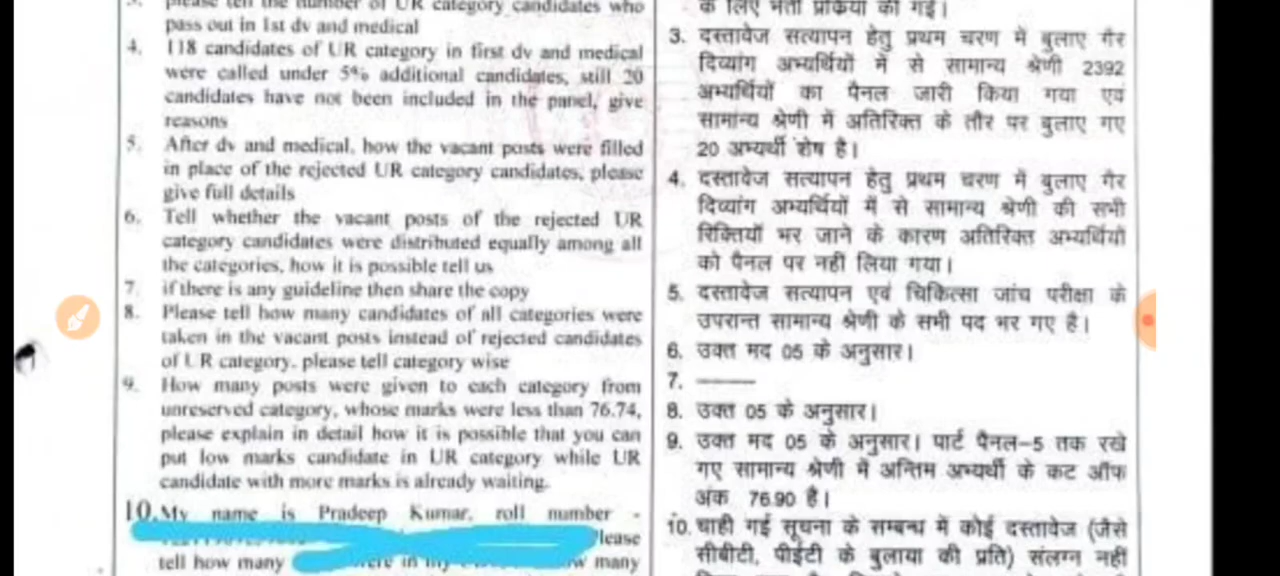 please tell the number of UR category candidates who
pass out in 1st dv and medical
4. 118 candidates of UR category in first dv and medical
were called under 5% additional candidates, still 20
candidates have not been included in the panel, give
reasons
5. After dv and medical, how the vacant posts were filled
in place of the rejected UR category candidates, please
give full details
6. Tell whether the vacant posts of the rejected UR
category candidates were distributed equally among all
the categories, how it is possible tell us
7. if there is any guideline then share the copy
8. Please tell how many candidates of all categories were
taken in the vacant posts instead of rejected candidates
of UR category, please tell category wise
9. How many posts were given to each category from
unreserved category, whose marks were less than 76.74,
please explain in detail how it is possible that you can
put low marks candidate in UR category while UR
candidate with more marks is already waiting.
10. My name is Pradeep Kumar, roll number -
Please
tell how many were in my many
के लिए भर्ती प्रक्रिया की गई।
3. दस्तावेज सत्यापन हेतु प्रथम चरण में बुलाए गैर
दिव्यांग अभ्यर्थियों में से सामान्य श्रेणी 2392
अभ्यर्थियों का पैनल जारी किया गया एवं
सामान्य श्रेणी में अतिरिक्त के तौर पर बुलाए गए
20 अभ्यर्थी शेष है।
4. दस्तावेज सत्यापन हेतु प्रथम चरण में बुलाए गैर
दिव्यांग अभ्यर्थियों में से सामान्य श्रेणी की सभी
रिक्तियों भर जाने के कारण अतिरिक्त अभ्यर्थियों
को पैनल पर नहीं लिया गया।
5. दस्तावेज सत्यापन एवं चिकित्सा जांच परीक्षा के
उपरान्त सामान्य श्रेणी के सभी पद भर गए है।
6. उक्त मद 05 के अनुसार।
7. ———
8. उक्त 05 के अनुसार।
9. उक्त मद 05 के अनुसार। पार्ट पैनल-5 तक रखे
गए सामान्य श्रेणी में अन्तिम अभ्यर्थी के कट ऑफ
अंक 76.90 है।
10. चाही गई सूचना के सम्बन्ध में कोई दस्तावेज (जैसे
सीबीटी, पीईटी के बुलावा की प्रति) संलग्न नहीं